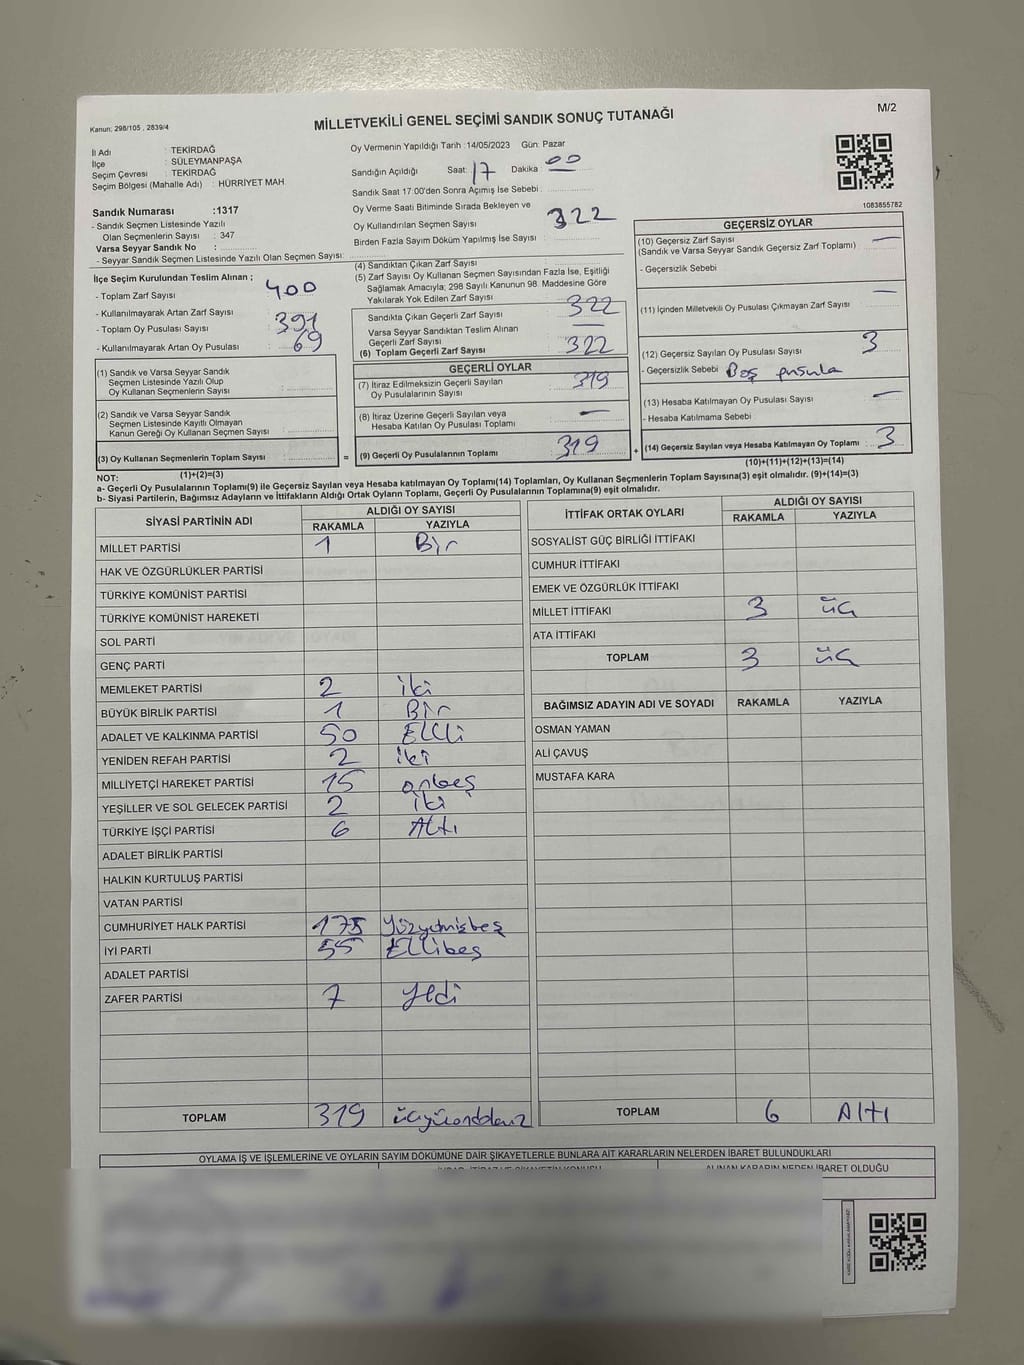 Kanun; 298/105 , 2839/4
MİLLETVEKİLİ GENEL SEÇİMİ SANDIK SONUÇ TUTANAĞI
M/2
İl Adı : TEKİRDAĞ
İlçe : SÜLEYMANPAŞA
Seçim Çevresi : TEKİRDAĞ
Seçim Bölgesi (Mahalle Adı) : HÜRRİYET MAH
Sandık Numarası :1317
- Sandık Seçmen Listesinde Yazılı
Olan Seçmenlerin Sayısı : 347
Varsa Seyyar Sandık No :
- Seyyar Sandık Seçmen Listesinde Yazılı Olan Seçmen Sayısı:
Oy Vermenin Yapıldığı Tarih :14/05/2023 Gün: Pazar
Sandığın Açıldığı Saat: 17 Dakika : 00
Sandık Saat 17:00'den Sonra Açımış İse Sebebi :
Oy Verme Saati Bitiminde Sırada Bekleyen ve
Oy Kullandırılan Seçmen Sayısı : 322
Birden Fazla Sayım Döküm Yapılmış İse Sayısı :
1083855782
İlçe Seçim Kurulundan Teslim Alınan ;
- Toplam Zarf Sayısı : 400
- Kullanılmayarak Artan Zarf Sayısı :
- Toplam Oy Pusulası Sayısı : 391
- Kullanılmayarak Artan Oy Pusulası : 69
(1) Sandık ve Varsa Seyyar Sandık
Seçmen Listesinde Yazılı Olup
Oy Kullanan Seçmenlerin Sayısı :
(2) Sandık ve Varsa Seyyar Sandık
Seçmen Listesinde Kayıtlı Olmayan
Kanun Gereği Oy Kullanan Seçmen Sayısı :
(3) Oy Kullanan Seçmenlerin Toplam Sayısı :
(1)+(2)=(3)
(4) Sandıktan Çıkan Zarf Sayısı :
(5) Zarf Sayısı Oy Kullanan Seçmen Sayısından Fazla İse, Eşitliği
Sağlamak Amacıyla; 298 Sayılı Kanunun 98. Maddesine Göre
Yakılarak Yok Edilen Zarf Sayısı :
Sandıkta Çıkan Geçerli Zarf Sayısı : 322
Varsa Seyyar Sandıktan Teslim Alınan
Geçerli Zarf Sayısı : —
(6) Toplam Geçerli Zarf Sayısı : 322
GEÇERLİ OYLAR
(7) İtiraz Edilmeksizin Geçerli Sayılan
Oy Pusulalarının Sayısı : 319
(8) İtiraz Üzerine Geçerli Sayılan veya
Hesaba Katılan Oy Pusulası Toplamı : —
= (9) Geçerli Oy Pusulalarının Toplamı : 319
GEÇERSİZ OYLAR
(10) Geçersiz Zarf Sayısı : —
(Sandık ve Varsa Seyyar Sandık Geçersiz Zarf Toplamı)
- Geçersizlik Sebebi
(11) İçinden Milletvekili Oy Pusulası Çıkmayan Zarf Sayısı : —
(12) Geçersiz Sayılan Oy Pusulası Sayısı : 3
- Geçersizlik Sebebi Boş pusula
(13) Hesaba Katılmayan Oy Pusulası Sayısı : —
- Hesaba Katılmama Sebebi
+ (14) Geçersiz Sayılan veya Hesaba Katılmayan Oy Toplamı : 3
(10)+(11)+(12)+(13)=(14)
NOT:
a- Geçerli Oy Pusulalarının Toplamı(9) ile Geçersiz Sayılan veya Hesaba katılmayan Oy Toplamı(14) Toplamları, Oy Kullanan Seçmenlerin Toplam Sayısına(3) eşit olmalıdır. (9)+(14)=(3)
b- Siyasi Partilerin, Bağımsız Adayların ve İttifakların Aldığı Ortak Oyların Toplamı, Geçerli Oy Pusulalarının Toplamına(9) eşit olmalıdır.
SİYASİ PARTİNİN ADI ALDIĞI OY SAYISI
RAKAMLA YAZIYLA
MİLLET PARTİSİ 1 Bir
HAK VE ÖZGÜRLÜKLER PARTİSİ
TÜRKİYE KOMÜNİST PARTİSİ
TÜRKİYE KOMÜNİST HAREKETİ
SOL PARTİ
GENÇ PARTİ
MEMLEKET PARTİSİ 2 iki
BÜYÜK BİRLİK PARTİSİ 1 Bir
ADALET VE KALKINMA PARTİSİ 50 Elli
YENİDEN REFAH PARTİSİ 2 iki
MİLLİYETÇİ HAREKET PARTİSİ 15 onbeş
YEŞİLLER VE SOL GELECEK PARTİSİ 2 iki
TÜRKİYE İŞÇİ PARTİSİ 6 Altı
ADALET BİRLİK PARTİSİ
HALKIN KURTULUŞ PARTİSİ
VATAN PARTİSİ
CUMHURİYET HALK PARTİSİ 175 Yüzyetmişbeş
İYİ PARTİ 55 Ellibeş
ADALET PARTİSİ
ZAFER PARTİSİ 7 yedi
TOPLAM 319 üçyüzondokuz
İTTİFAK ORTAK OYLARI ALDIĞI OY SAYISI
RAKAMLA YAZIYLA
SOSYALİST GÜÇ BİRLİĞİ İTTİFAKI
CUMHUR İTTİFAKI
EMEK VE ÖZGÜRLÜK İTTİFAKI
MİLLET İTTİFAKI 3 üç
ATA İTTİFAKI
TOPLAM 3 üç
BAĞIMSIZ ADAYIN ADI VE SOYADI RAKAMLA YAZIYLA
OSMAN YAMAN
ALİ ÇAVUŞ
MUSTAFA KARA
TOPLAM 6 Altı
OYLAMA İŞ VE İŞLEMLERİNE VE OYLARIN SAYIM DÖKÜMÜNE DAİR ŞİKAYETLERLE BUNLARA AİT KARARLARIN NELERDEN İBARET BULUNDUKLARI
ALINAN KARARIN NEDEN İBARET OLDUĞU